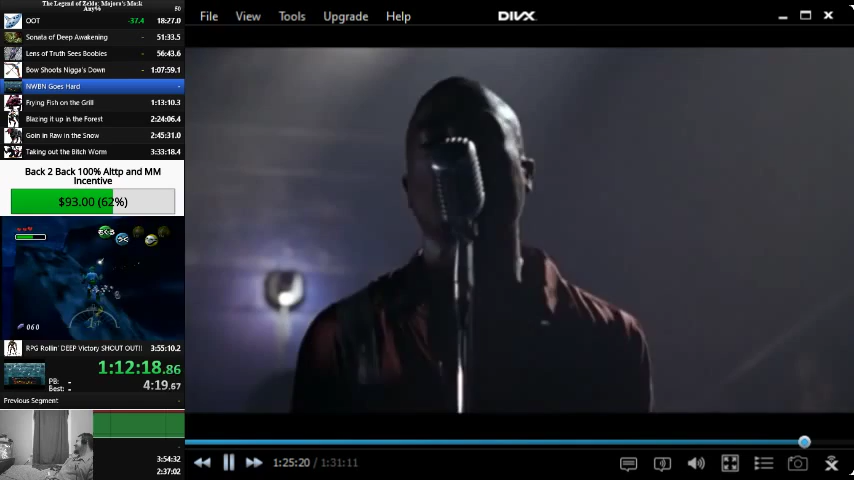 The Legend of Zelda: Majora's Mask
Any%
50
OOT -37.4 18:27.0
Sonata of Deep Awakening - 51:33.5
Lens of Truth Sees Boobies - 56:43.6
Bow Shoots Nigga's Down - 1:07:59.1
NWBN Goes Hard -
Frying Fish on the Grill 1:13:10.3
Blazing it up in the Forest 2:24:06.4
Goin in Raw in the Snow 2:45:31.0
Taking out the Bitch Worm 3:33:18.4
Back 2 Back 100% Alttp and MM
Incentive
$93.00 (62%)
060
RPG Rollin' DEEP Victory SHOUT OUT!! 3:55:10.2
1:12:18.86
PB: -
Best: -
4:19.67
Previous Segment -
-
3:54:32
2:37:02
File View Tools Upgrade Help
DIVX
1:25:20 / 1:31:11